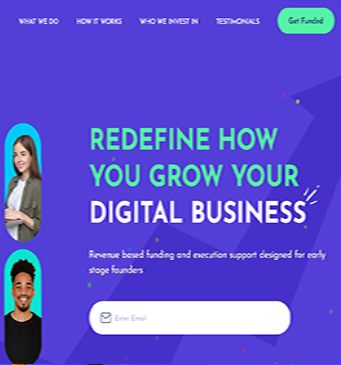 WHAT WE DO HOW IT WORKS WHO WE INVEST IN TESTIMONIALS Get Funded
REDEFINE HOW
YOU GROW YOUR
DIGITAL BUSINESS
Revenue based funding and execution support designed for early
stage founders
Enter Email